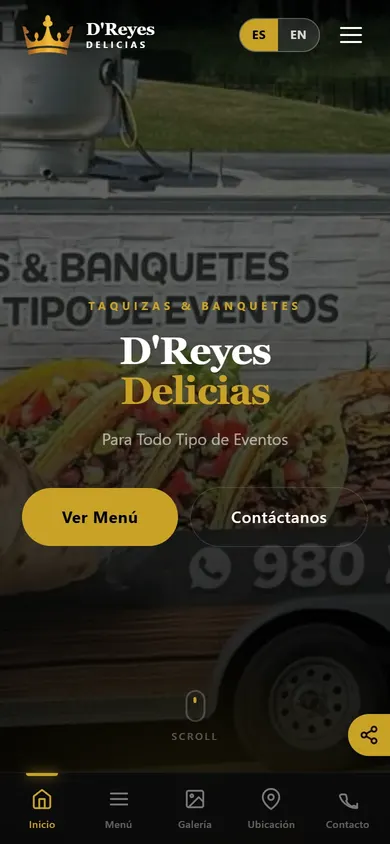 D'Reyes
DELICIAS
ES EN
S & BANQUETES
TIPO DE EVENTOS
TAQUIZAS & BANQUETES
D'Reyes
Delicias
Para Todo Tipo de Eventos
Ver Menú
Contáctanos
980
SCROLL
Inicio
Menú
Galería
Ubicación
Contacto